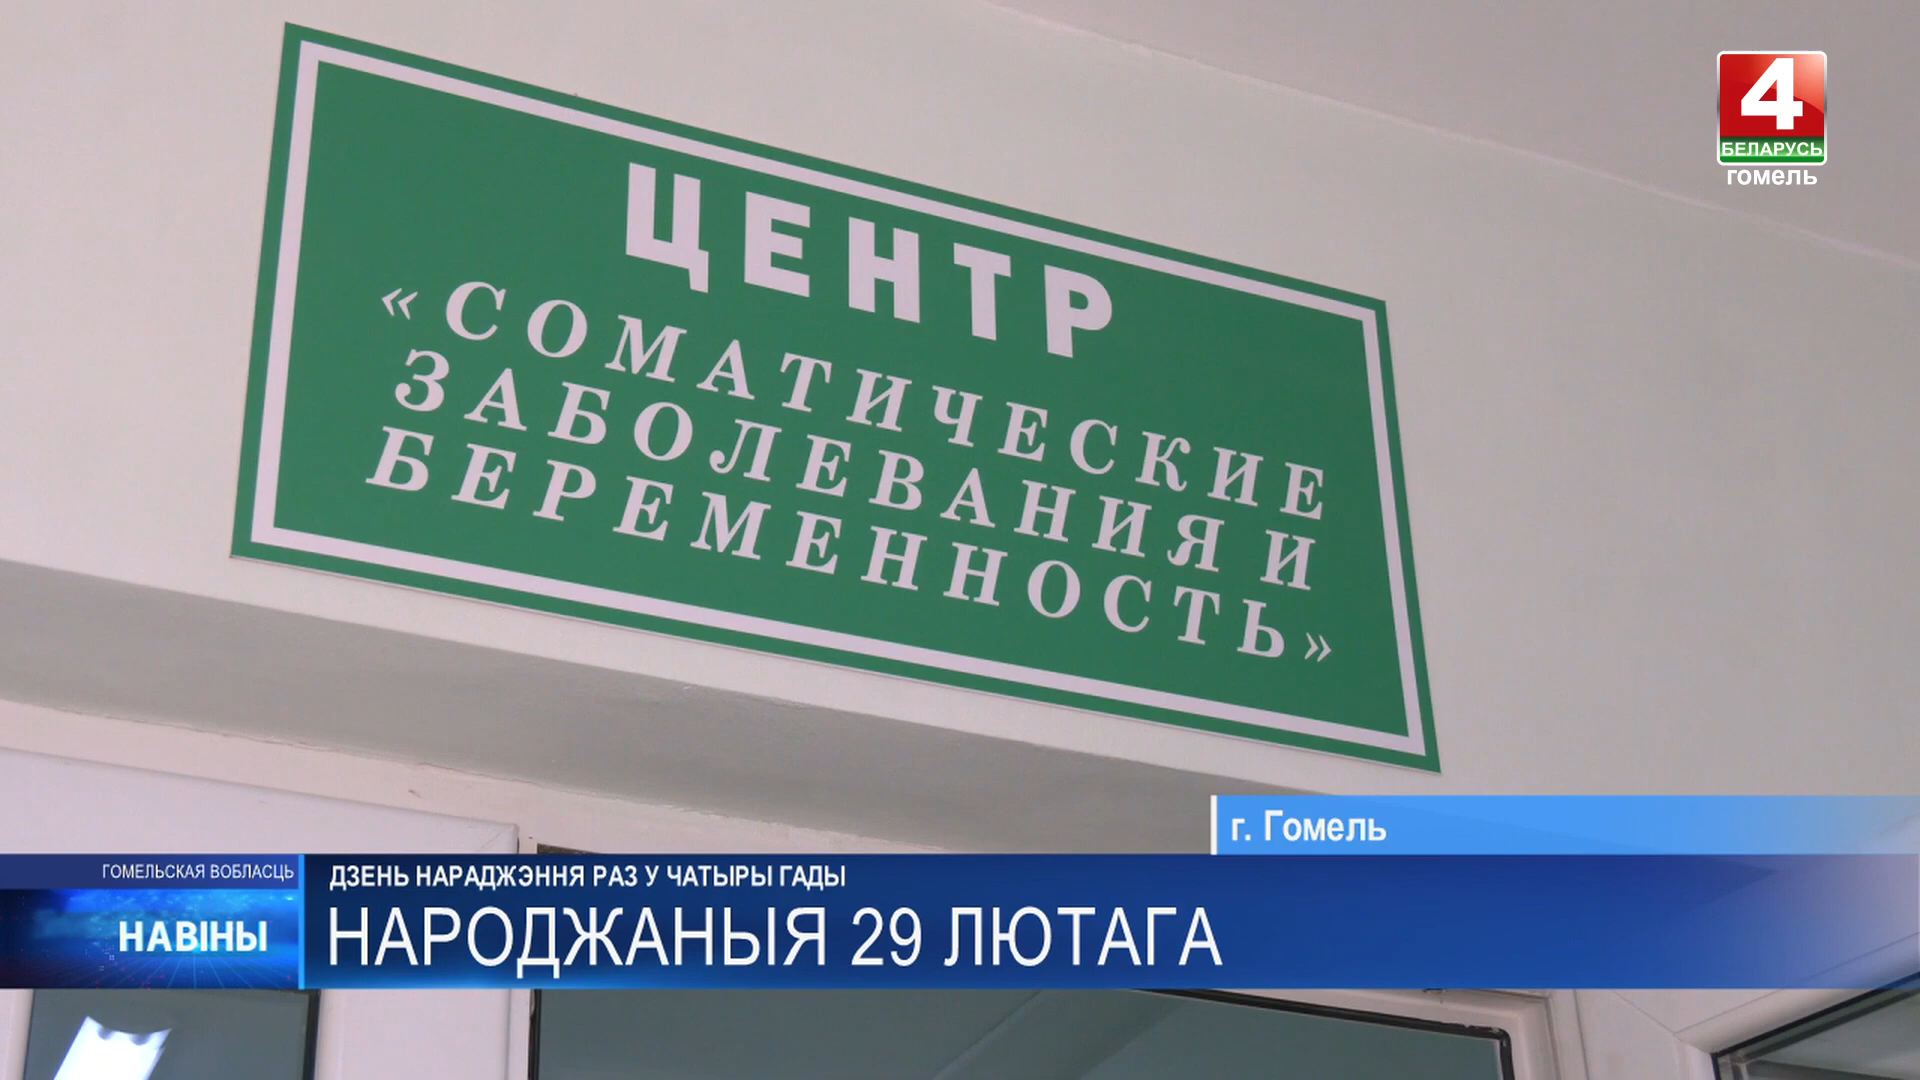 4
БЕЛАРУСЬ
гомель
ЦЕНТР
«СОМАТИЧЕСКИЕ
ЗАБОЛЕВАНИЯ И
БЕРЕМЕННОСТЬ»
г. Гомель
ГОМЕЛЬСКАЯ ВОБЛАСЦЬ
НАВІНЫ
ДЗЕНЬ НАРАДЖЭННЯ РАЗ У ЧАТЫРЫ ГАДЫ
НАРОДЖАНЫЯ 29 ЛЮТАГА